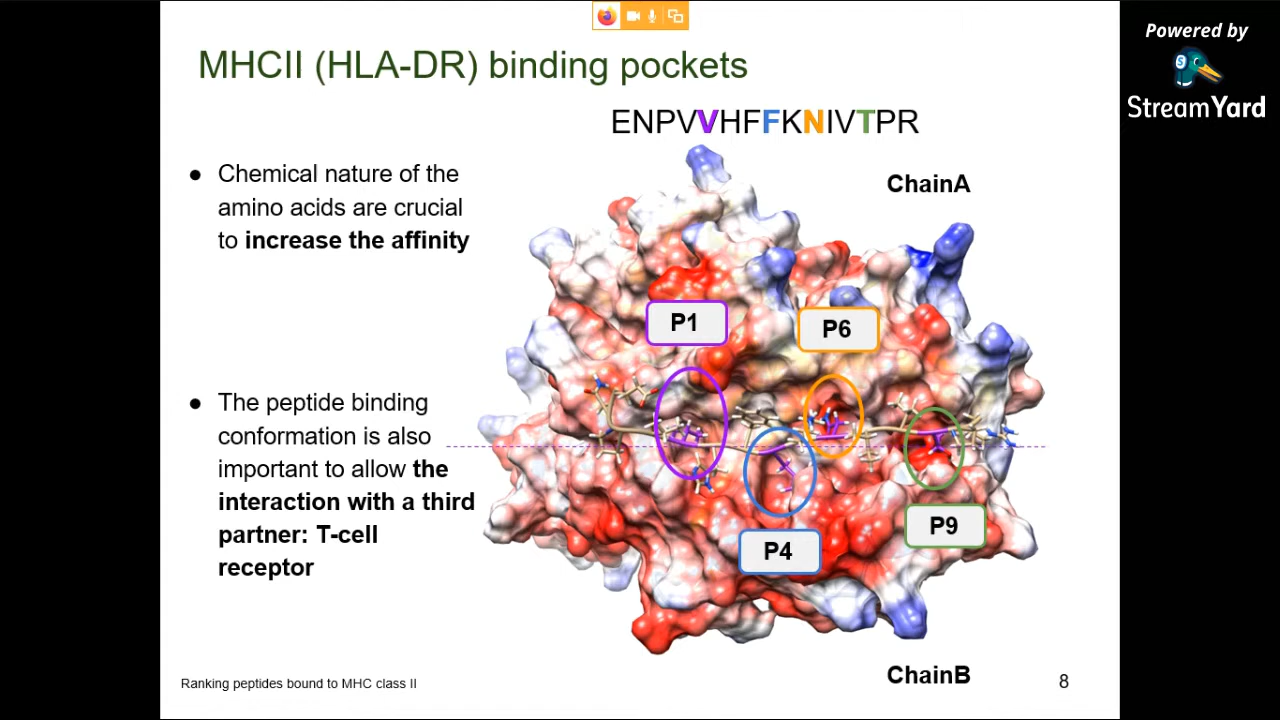 Powered by
StreamYard
MHCII (HLA-DR) binding pockets
ENPVVHFFKNIVTPR
● Chemical nature of the
amino acids are crucial
to increase the affinity
● The peptide binding
conformation is also
important to allow the
interaction with a third
partner: T-cell
receptor
ChainA
P1
P6
P4
P9
ChainB
Ranking peptides bound to MHC class II
8